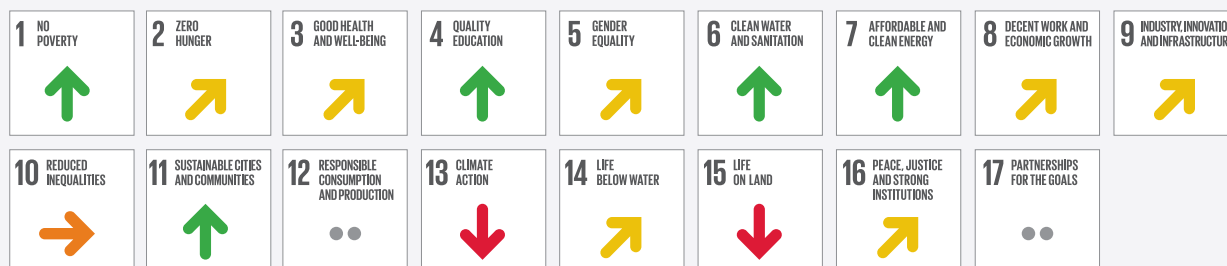 1 NO
POVERTY
2 ZERO
HUNGER
3 GOOD HEALTH
AND WELL-BEING
4 QUALITY
EDUCATION
5 GENDER
EQUALITY
6 CLEAN WATER
AND SANITATION
7 AFFORDABLE AND
CLEAN ENERGY
8 DECENT WORK AND
ECONOMIC GROWTH
9 INDUSTRY, INNOVATIO
AND INFRASTRUCTUR
10 REDUCED
INEQUALITIES
11 SUSTAINABLE CITIES
AND COMMUNITIES
12 RESPONSIBLE
CONSUMPTION
AND PRODUCTION
13 CLIMATE
ACTION
14 LIFE
BELOW WATER
15 LIFE
ON LAND
16 PEACE, JUSTICE
AND STRONG
INSTITUTIONS
17 PARTNERSHIPS
FOR THE GOALS